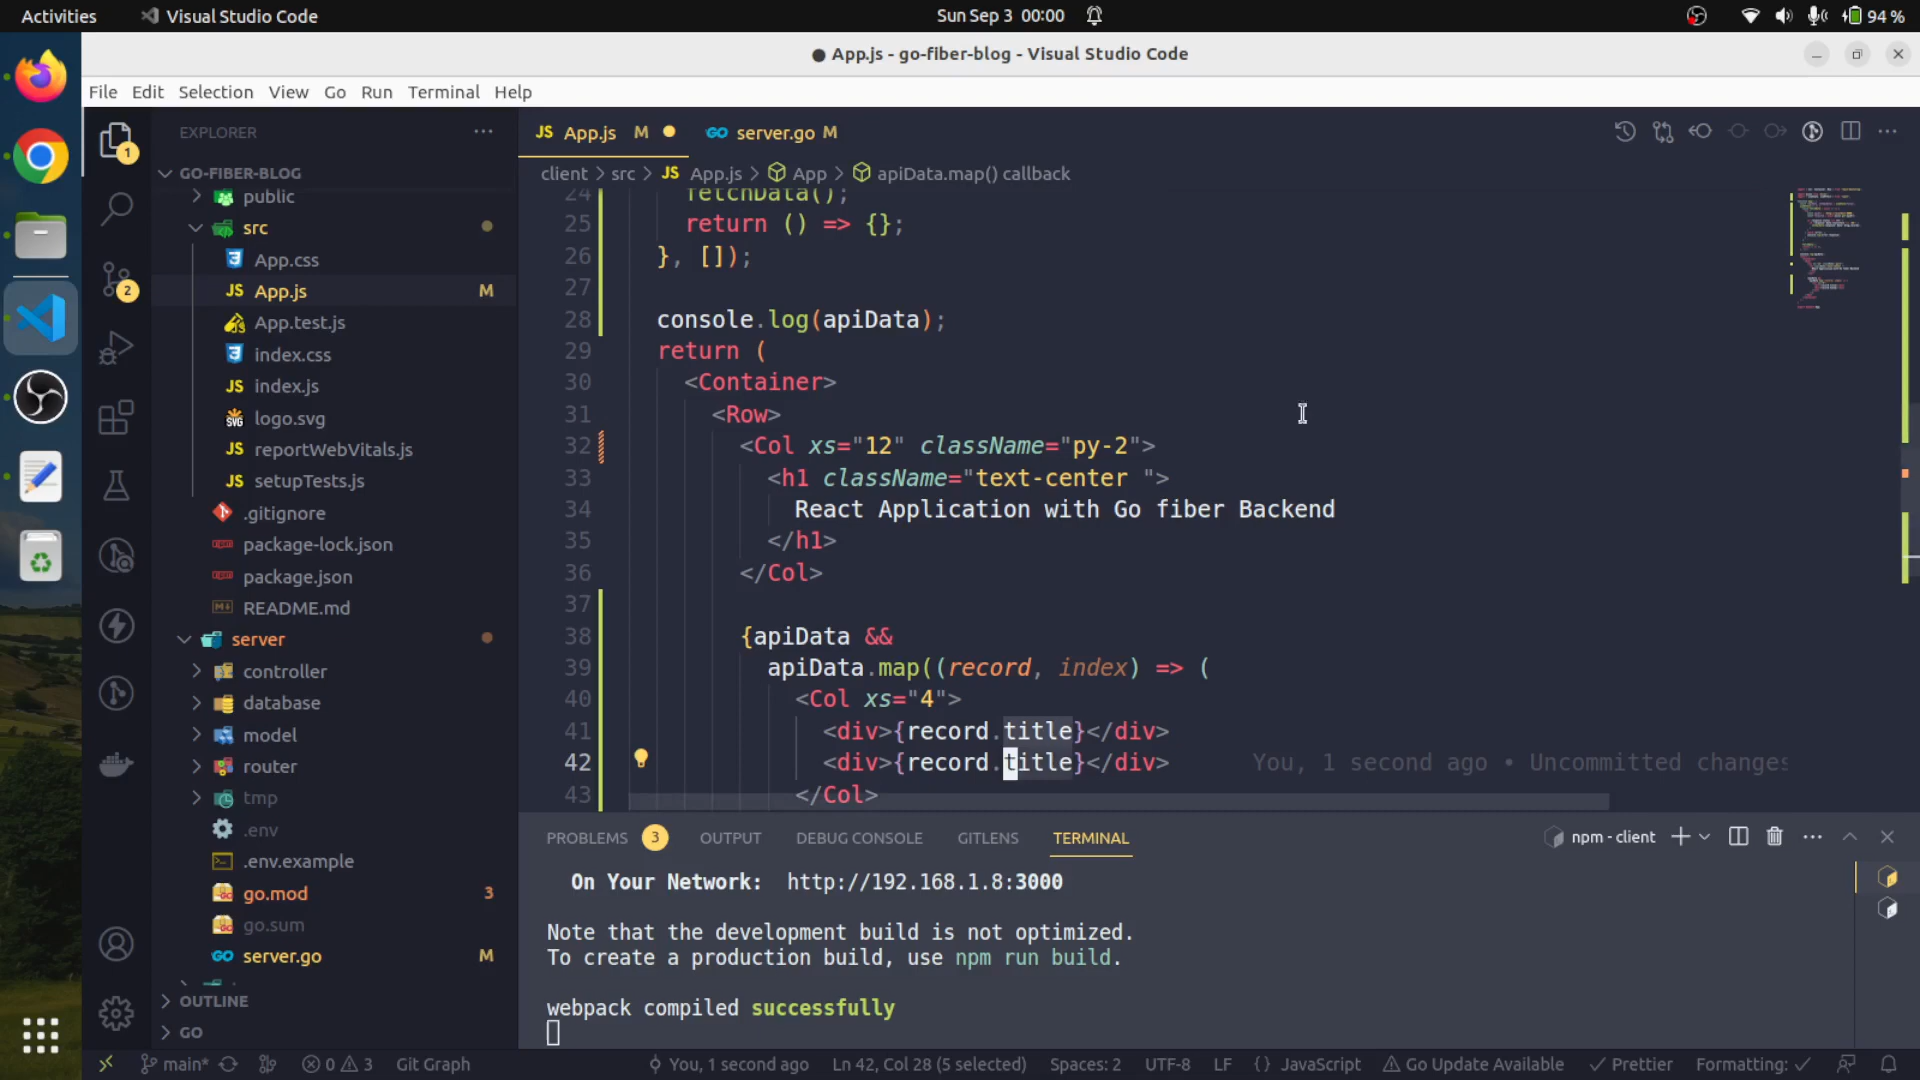 Activities Visual Studio Code Sun Sep 3 00:00 94 %
● App.js - go-fiber-blog - Visual Studio Code
File Edit Selection View Go Run Terminal Help
EXPLORER
JS App.js M GO server.go M
GO-FIBER-BLOG
client > src > JS App.js > App > apiData.map() callback
public
src
App.css
JS App.js M
App.test.js
index.css
JS index.js
logo.svg
JS reportWebVitals.js
JS setupTests.js
.gitignore
package-lock.json
package.json
README.md
server
controller
database
model
router
tmp
.env
.env.example
go.mod 3
go.sum
GO server.go M
OUTLINE
GO
1
2
24 fetchData();
25 return () => {};
26 }, []);
27
28 console.log(apiData);
29 return (
30 <Container>
31 <Row>
32 <Col xs="12" className="py-2">
33 <h1 className="text-center ">
34 React Application with Go fiber Backend
35 </h1>
36 </Col>
37
38 {apiData &&
39 apiData.map((record, index) => (
40 <Col xs="4">
41 <div>{record.title}</div>
42 <div>{record.title}</div> You, 1 second ago • Uncommitted changes
43 </Col>
PROBLEMS 3 OUTPUT DEBUG CONSOLE GITLENS TERMINAL npm - client
On Your Network: http://192.168.1.8:3000
Note that the development build is not optimized.
To create a production build, use npm run build.
webpack compiled successfully
main* 0 3 Git Graph You, 1 second ago Ln 42, Col 28 (5 selected) Spaces: 2 UTF-8 LF {} JavaScript Go Update Available Prettier Formatting: ✓